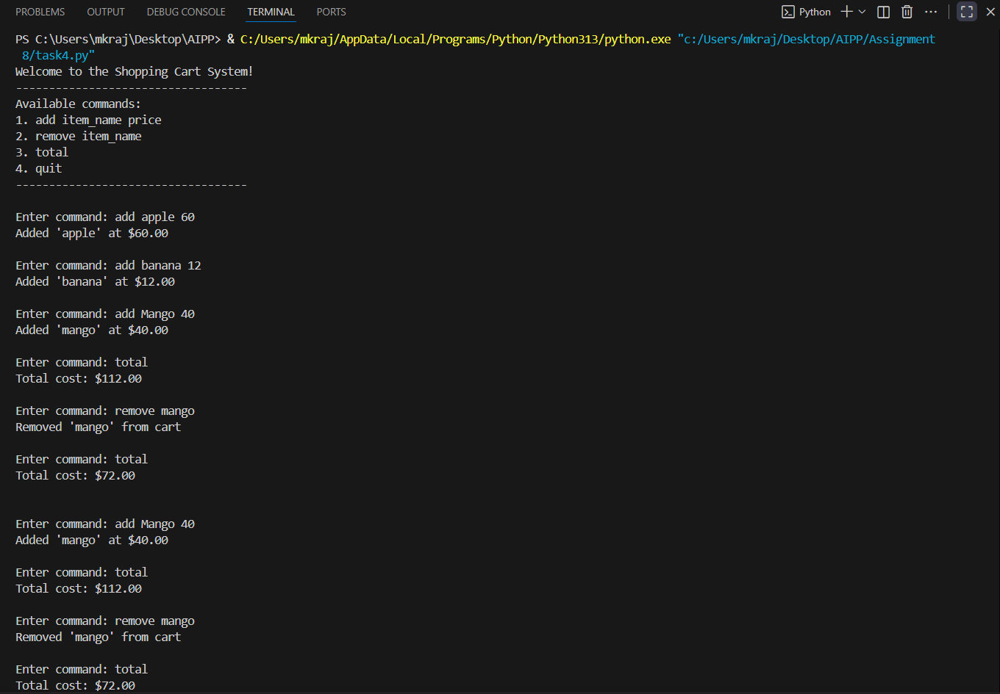 PROBLEMS OUTPUT DEBUG CONSOLE TERMINAL PORTS Python
PS C:\Users\mkraj\Desktop\AIPP> & C:/Users/mkraj/AppData/Local/Programs/Python/Python313/python.exe "c:/Users/mkraj/Desktop/AIPP/Assignment
8/task4.py"
Welcome to the Shopping Cart System!
-----------------------------------
Available commands:
1. add item_name price
2. remove item_name
3. total
4. quit
-----------------------------------
Enter command: add apple 60
Added 'apple' at $60.00
Enter command: add banana 12
Added 'banana' at $12.00
Enter command: add Mango 40
Added 'mango' at $40.00
Enter command: total
Total cost: $112.00
Enter command: remove mango
Removed 'mango' from cart
Enter command: total
Total cost: $72.00
Enter command: add Mango 40
Added 'mango' at $40.00
Enter command: total
Total cost: $112.00
Enter command: remove mango
Removed 'mango' from cart
Enter command: total
Total cost: $72.00